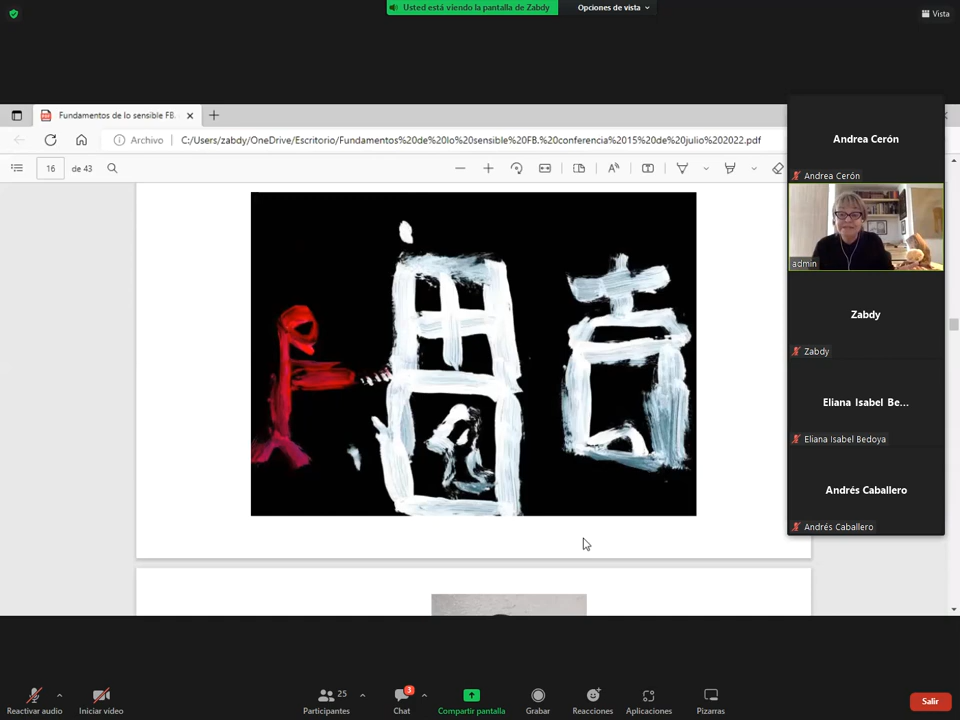 Usted está viendo la pantalla de Zabdy
Opciones de vista
Vista
Fundamentos de lo sensible FB.
Archivo
C:/Users/zabdy/OneDrive/Escritorio/Fundamentos%20de%20lo%20sensible%20FB.%20conferencia%2015%20de%20julio%202022.pdf
16
de 43
Andrea Cerón
Andrea Cerón
admin
Zabdy
Zabdy
Eliana Isabel Be...
Eliana Isabel Bedoya
Andrés Caballero
Andrés Caballero
25
3
Reactivar audio
Iniciar video
Participantes
Chat
Compartir pantalla
Grabar
Reacciones
Aplicaciones
Pizarras
Salir